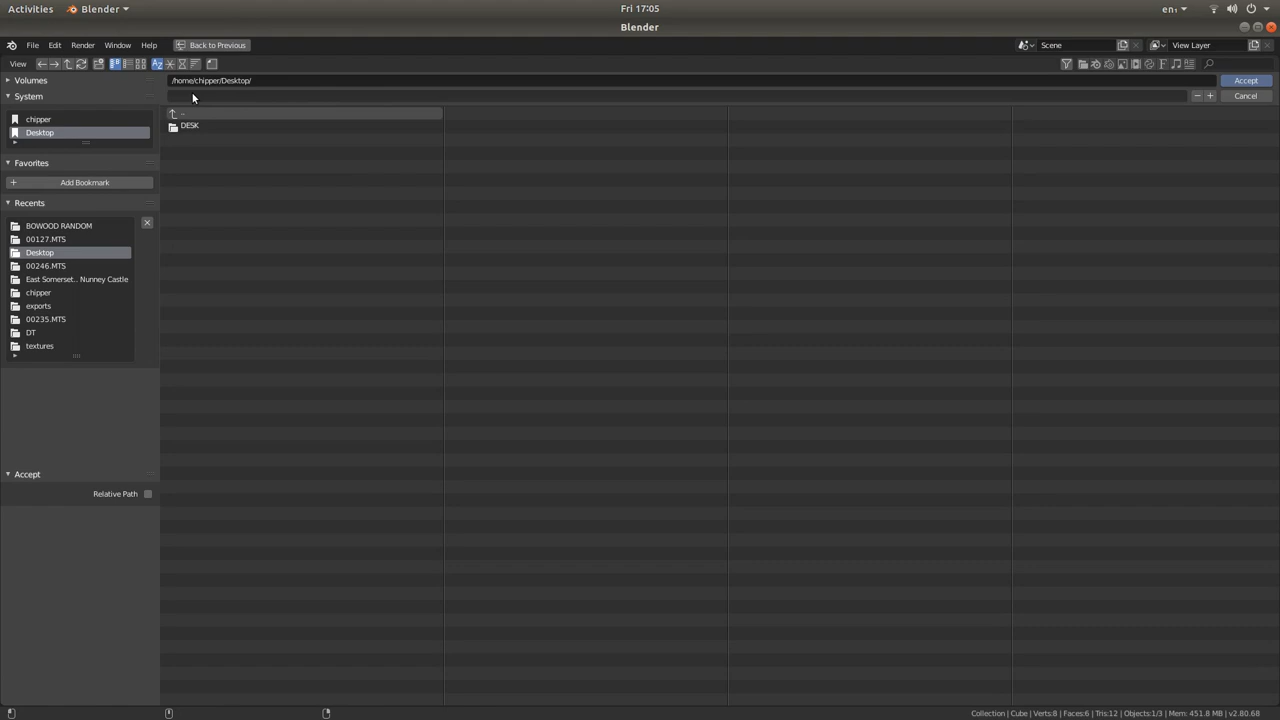 Activities Blender Fri 17:05 en₁
Blender
File Edit Render Window Help Back to Previous Scene View Layer
View
Volumes /home/chipper/Desktop/ Accept
System Cancel
..
chipper
DESK
Desktop
Favorites
Add Bookmark
Recents
BOWOOD RANDOM
00127.MTS
Desktop
00246.MTS
East Somerset.. Nunney Castle
chipper
exports
00235.MTS
DT
textures
Accept
Relative Path
Collection | Cube | Verts:8 | Faces:6 | Tris:12 | Objects:1/3 | Mem: 451.8 MB | v2.80.68